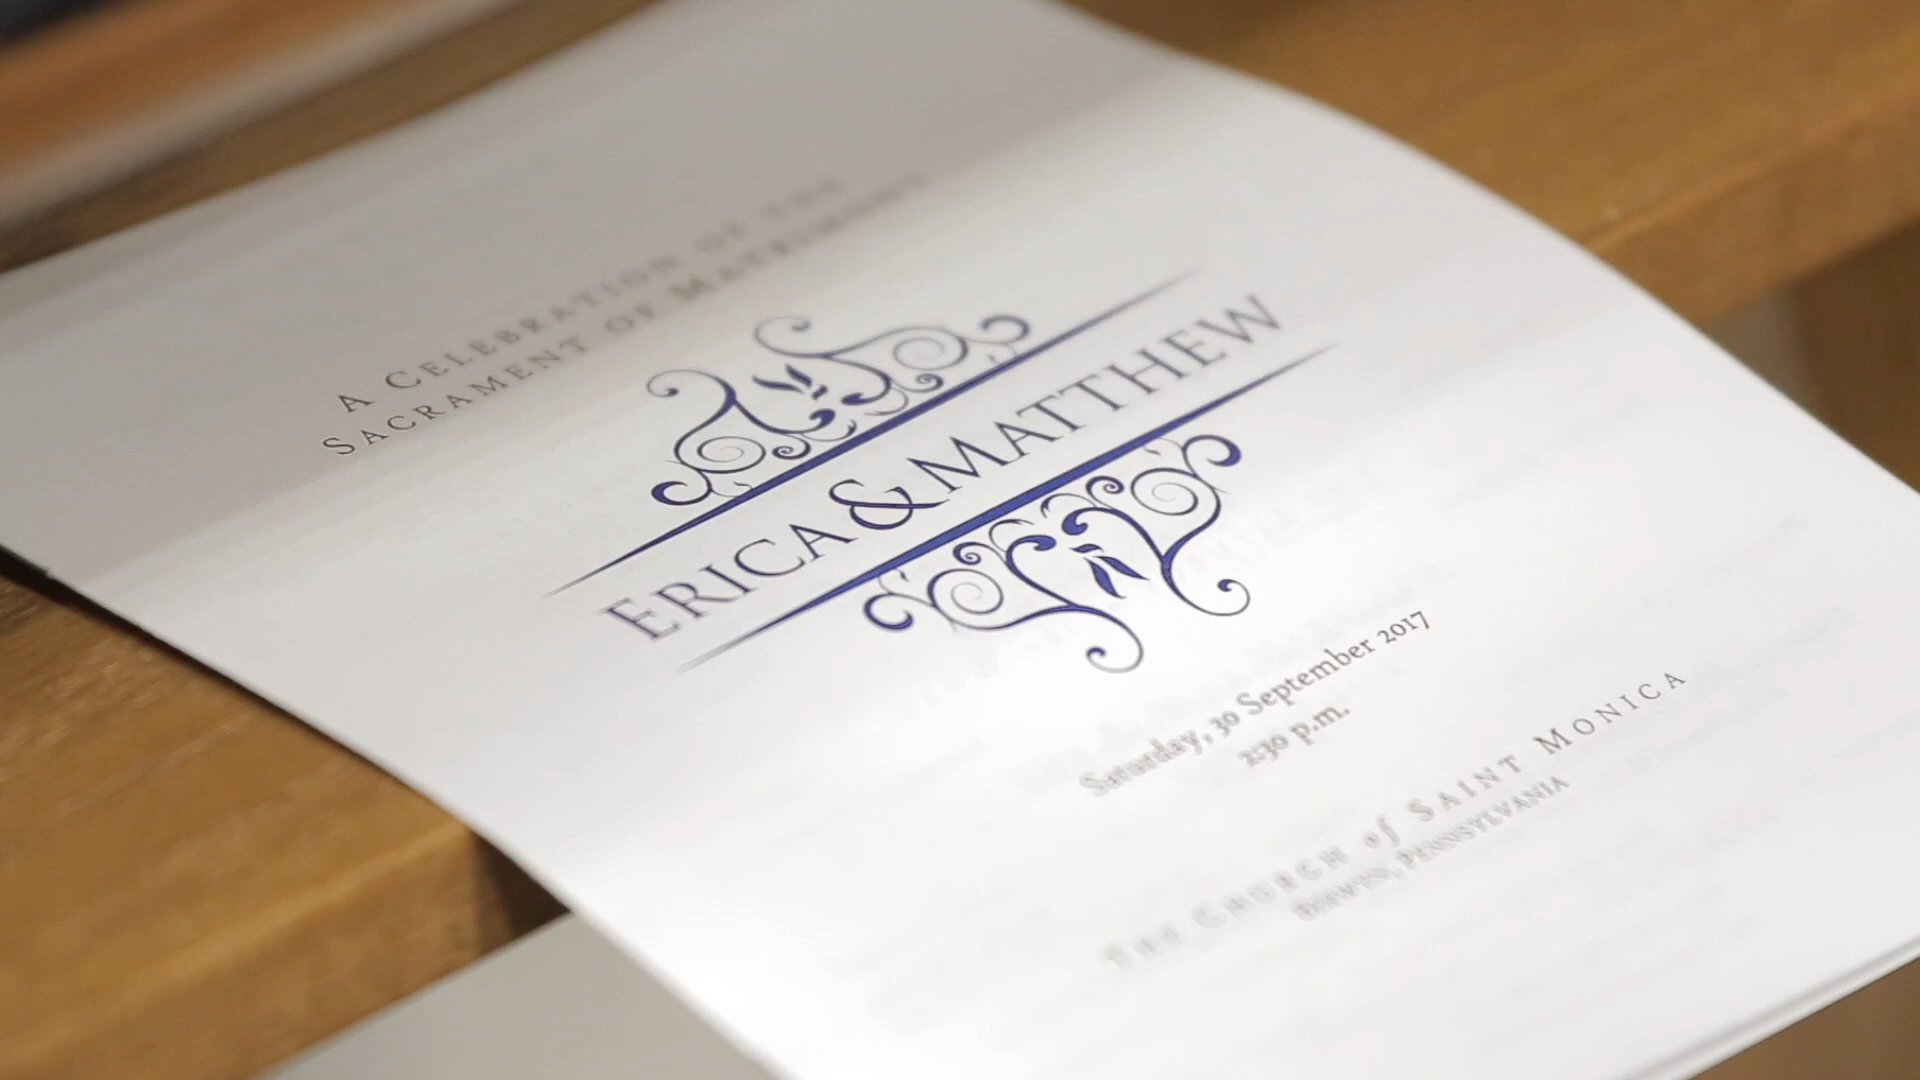 A CELEBRATION OF THE
SACRAMENT OF MATRIMONY
ERICA & MATTHEW
Saturday, 30 September 2017
2:30 p.m.
THE CHURCH of SAINT MONICA
BERWYN, PENNSYLVANIA